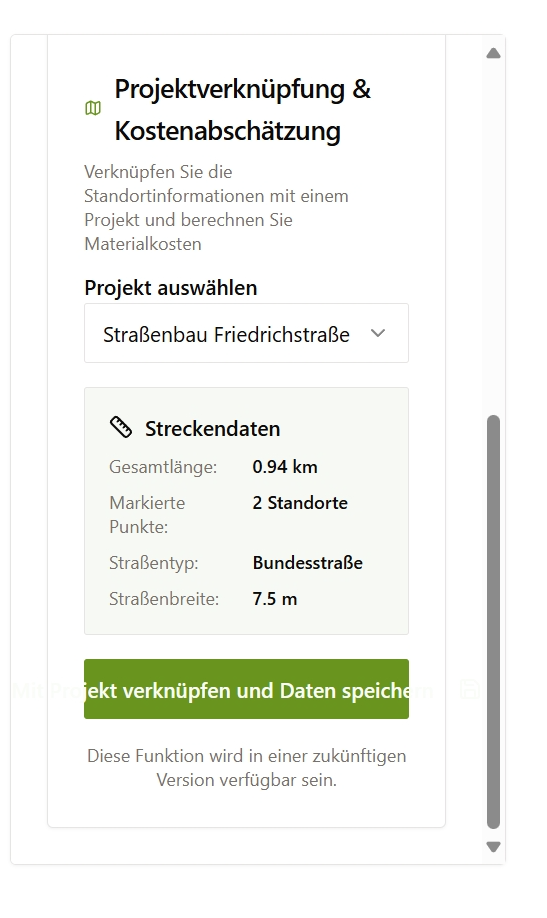 Projektverknüpfung &
Kostenabschätzung
Verknüpfen Sie die
Standortinformationen mit einem
Projekt und berechnen Sie
Materialkosten
Projekt auswählen
Straßenbau Friedrichstraße
Streckendaten
Gesamtlänge: 0.94 km
Markierte 2 Standorte
Punkte:
Straßentyp: Bundesstraße
Straßenbreite: 7.5 m
Mit Projekt verknüpfen und Daten speichern
Diese Funktion wird in einer zukünftigen
Version verfügbar sein.